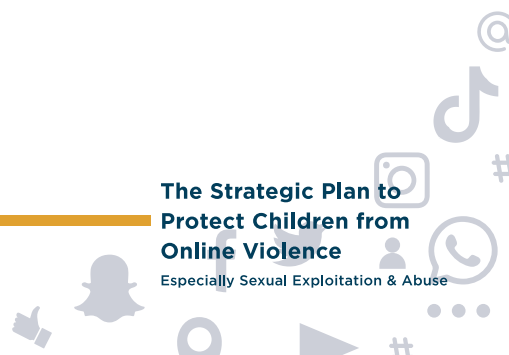 The Strategic Plan to
Protect Children from
Online Violence
Especially Sexual Exploitation & Abuse